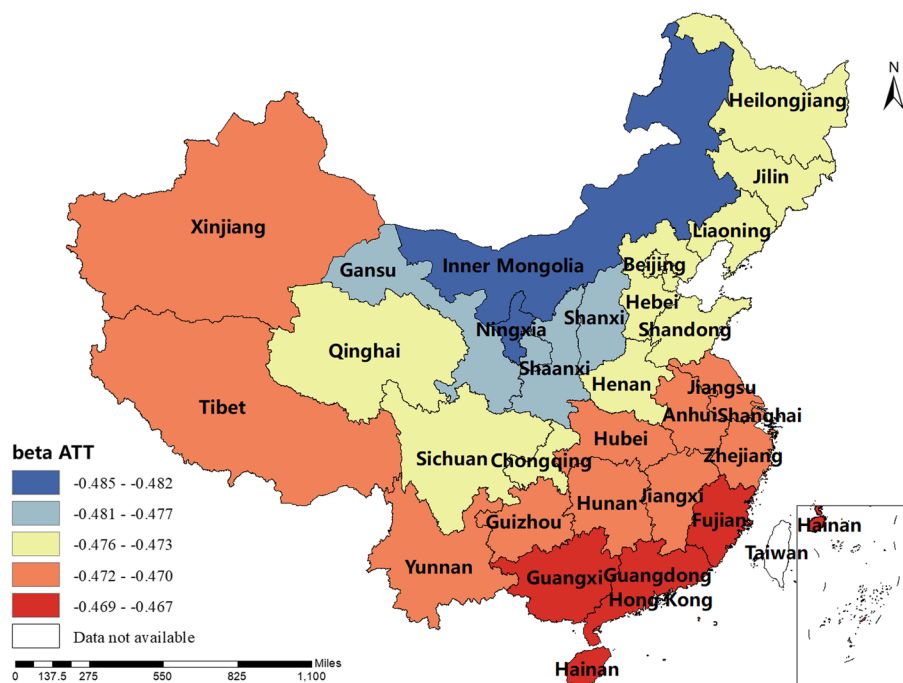 N
Heilongjiang
Jilin
Liaoning
Xinjiang
Gansu
Inner Mongolia
Beijing
Hebei
Shanxi
Ningxia
Shandong
Qinghai
Shaanxi
Henan
Tibet
Jiangsu
Anhui
Shanghai
Hubei
Zhejiang
Sichuan
Chongqing
Hunan
Jiangxi
Guizhou
Fujian
Hainan
Taiwan
Yunnan
Guangxi
Guangdong
Hong Kong
Hainan
beta ATT
-0.485 - -0.482
-0.481 - -0.477
-0.476 - -0.473
-0.472 - -0.470
-0.469 - -0.467
Data not available
Miles
0 137.5 275 550 825 1,100